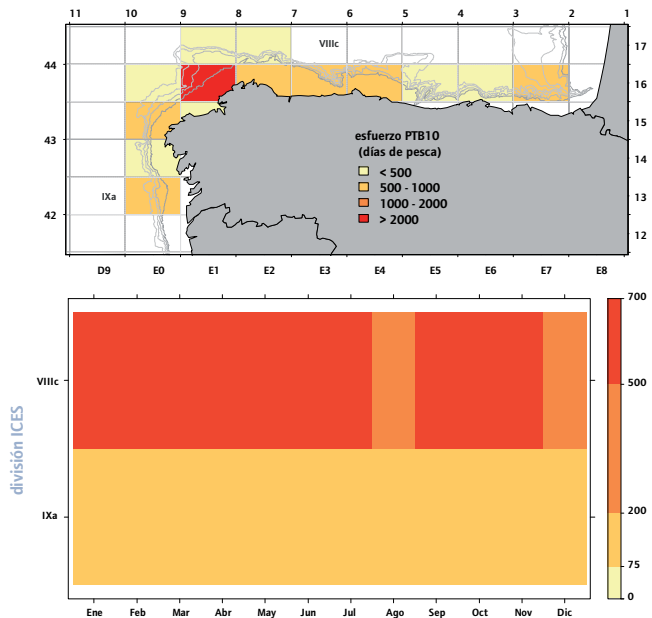 11 10 9 8 7 6 5 4 3 2 1
VIIIc
44
17
16
esfuerzo PTB10
(días de pesca)
15
43
< 500
14
500 - 1000
IXa
1000 - 2000
13
42
> 2000
12
D9 E0 E1 E2 E3 E4 E5 E6 E7 E8
700
VIIIc
500
división ICES
200
IXa
75
0
Ene Feb Mar Abr May Jun Jul Ago Sep Oct Nov Dic